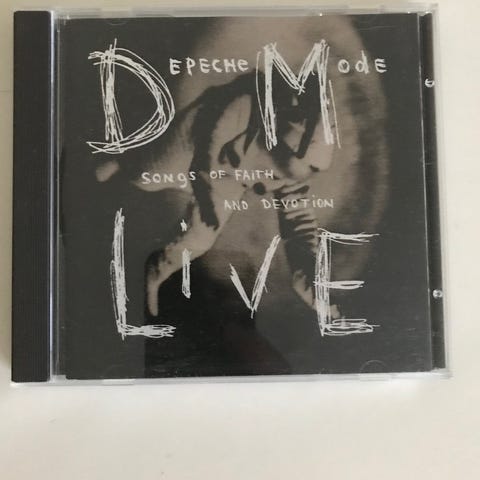 DEPECHE MODE
SONGS OF FAITH
AND DEVOTION
LiVE